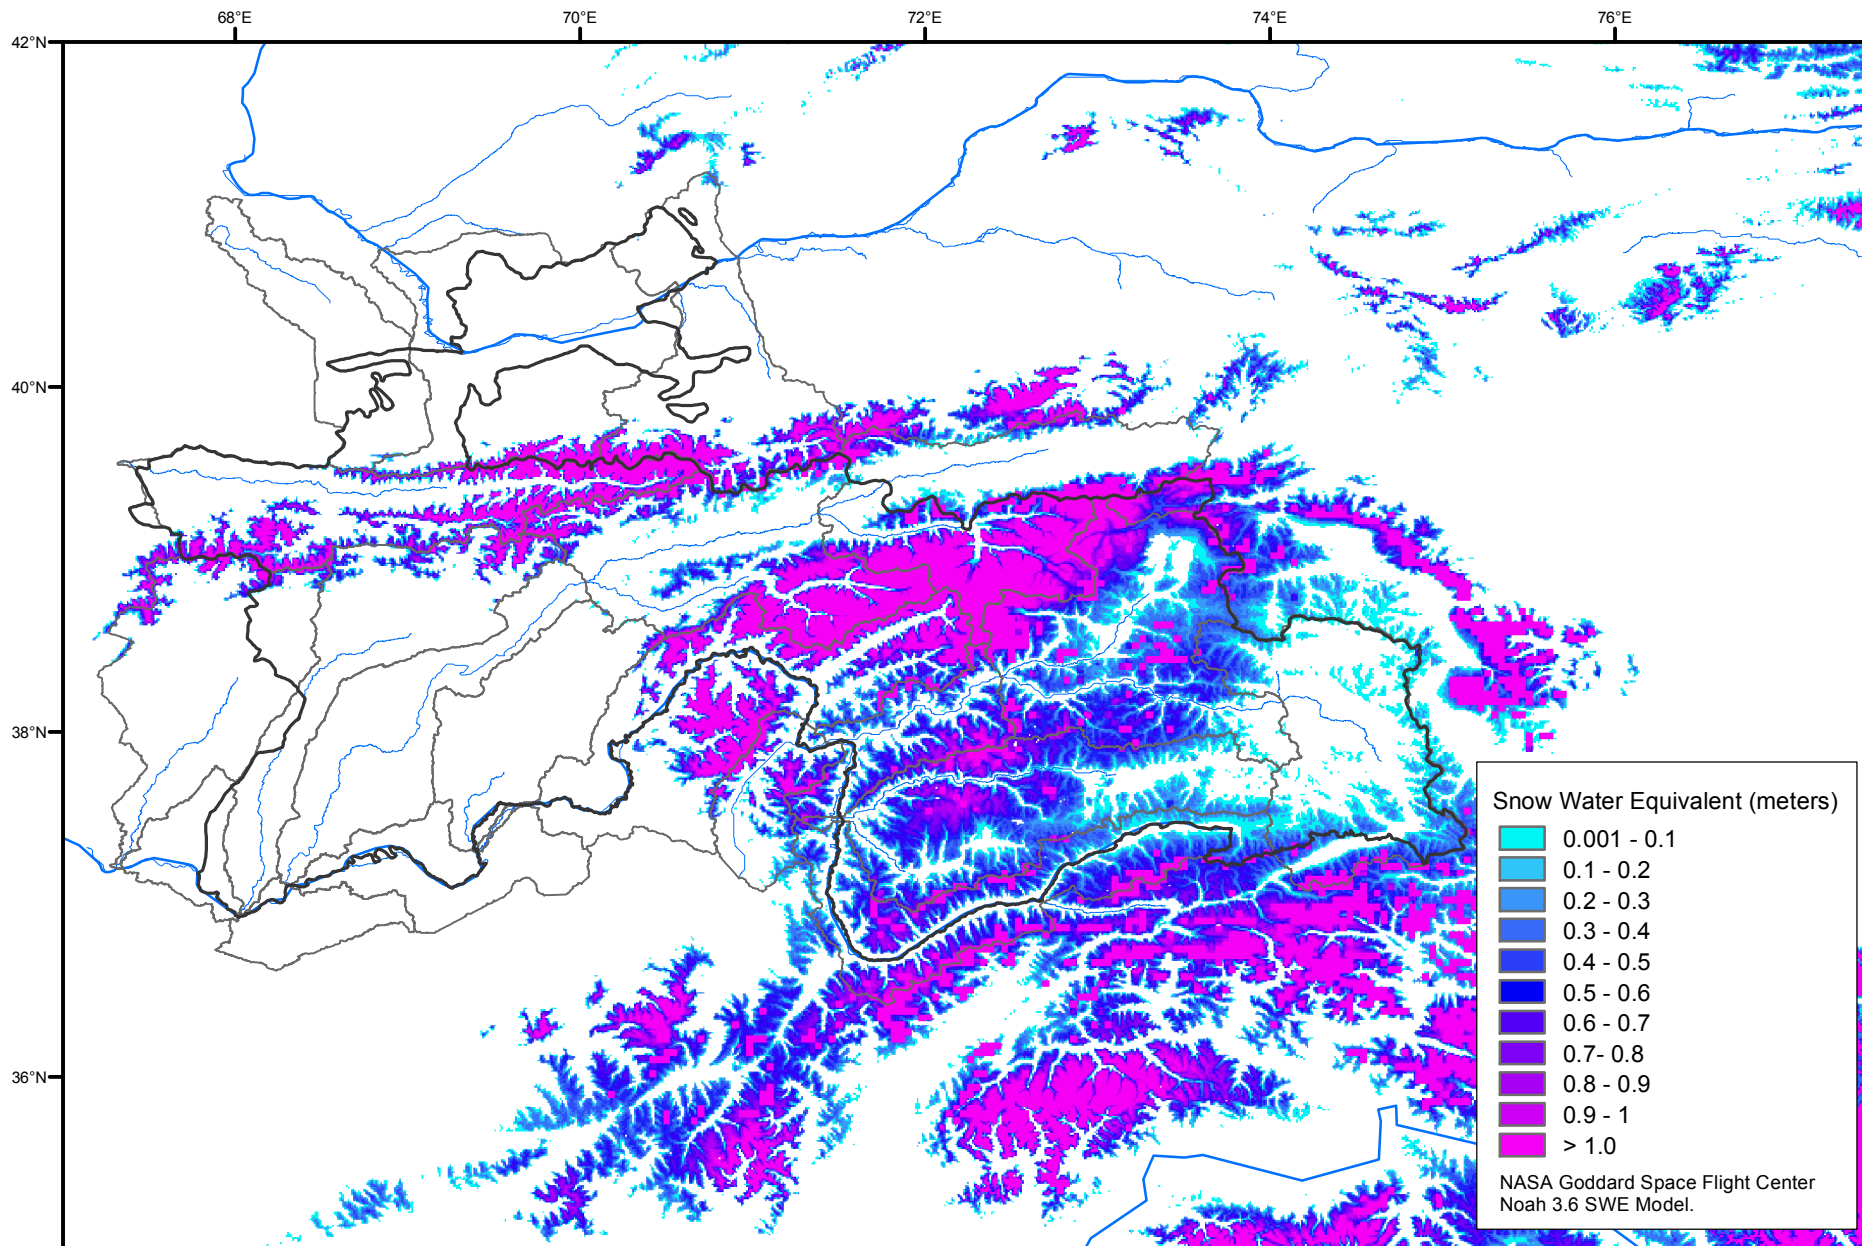 68°E
70°E
72°E
74°E
76°E
42°N
40°N
38°N
36°N
Snow Water Equivalent (meters)
0.001 - 0.1
0.1 - 0.2
0.2 - 0.3
0.3 - 0.4
0.4 - 0.5
0.5 - 0.6
0.6 - 0.7
0.7- 0.8
0.8 - 0.9
0.9 - 1
> 1.0
NASA Goddard Space Flight Center
Noah 3.6 SWE Model.